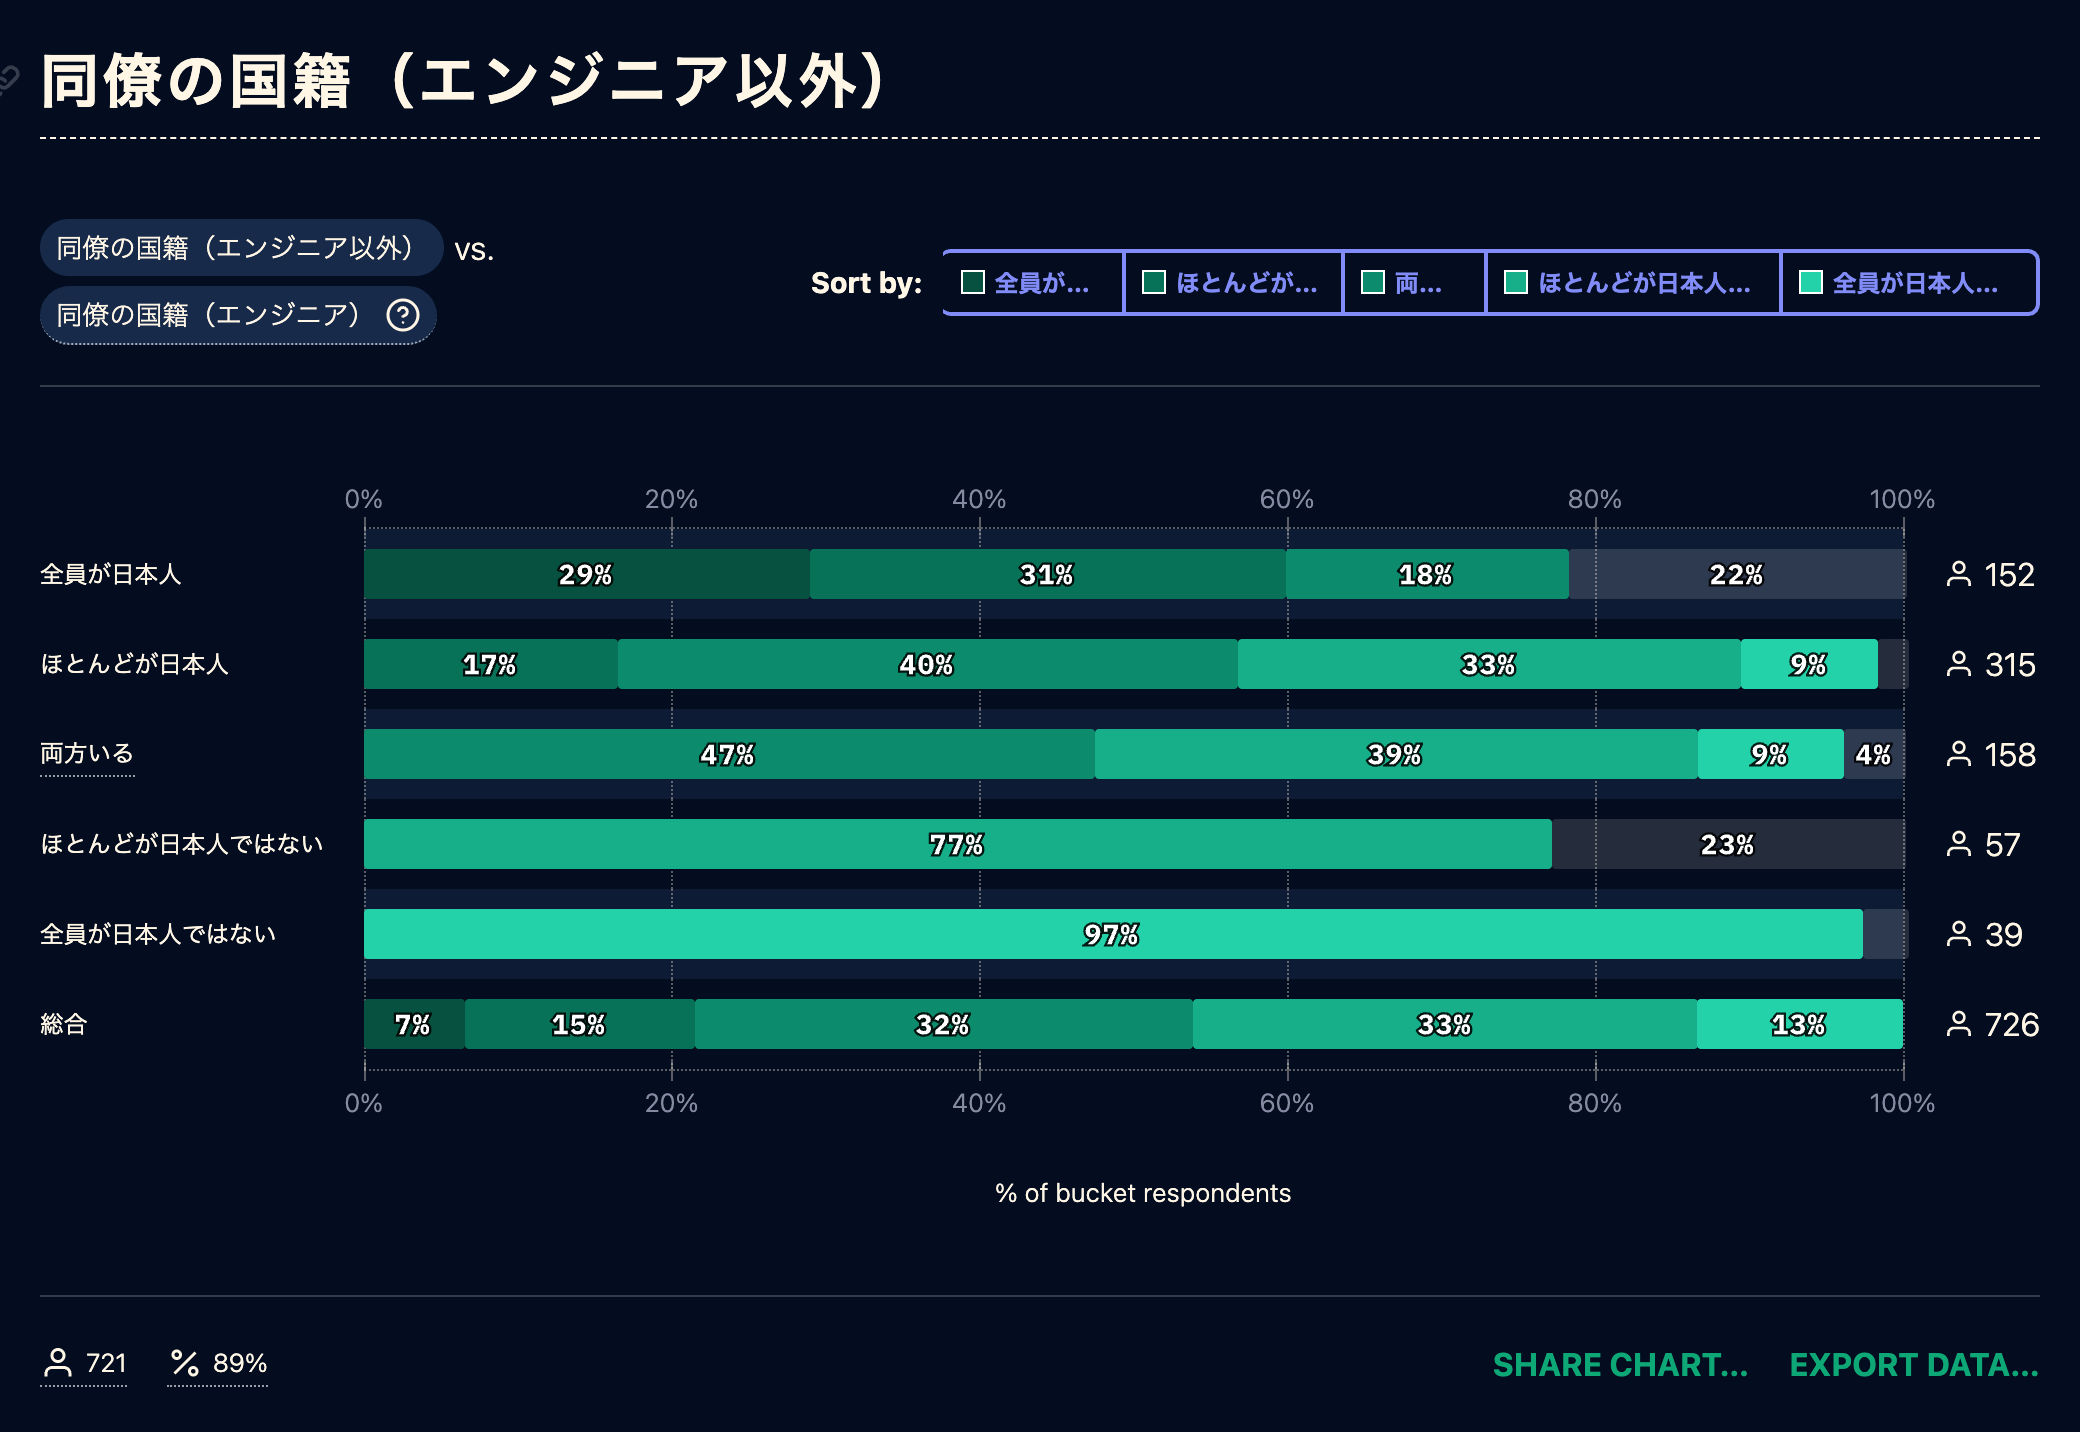 同僚の国籍（エンジニア以外）
同僚の国籍（エンジニア以外） vs.
同僚の国籍（エンジニア） ?
Sort by: 全員が... ほとんどが... 両... ほとんどが日本人... 全員が日本人...
0% 20% 40% 60% 80% 100%
全員が日本人 29% 31% 18% 22% 152
ほとんどが日本人 17% 40% 33% 9% 315
両方いる 47% 39% 9% 4% 158
ほとんどが日本人ではない 77% 23% 57
全員が日本人ではない 97% 39
総合 7% 15% 32% 33% 13% 726
0% 20% 40% 60% 80% 100%
% of bucket respondents
721 % 89% SHARE CHART... EXPORT DATA...